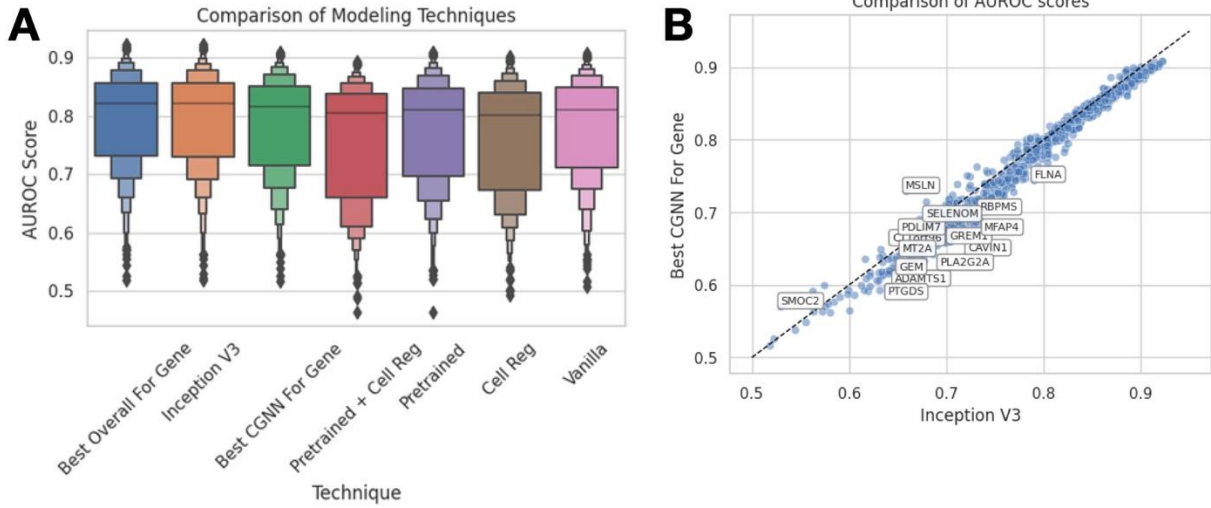 A
Comparison of Modeling Techniques
AUROC Score
0.9
0.8
0.7
0.6
0.5
Best Overall For Gene
Inception V3
Best CGNN For Gene
Pretrained + Cell Reg
Pretrained
Cell Reg
Vanilla
Technique
B
Comparison of AUROC scores
Best CGNN For Gene
0.9
0.8
0.7
0.6
0.5
FLNA
MSLN
RBPMS
SELENOM
PDLIM7
MFAP4
GREM1
MT2A
CAVIN1
PLA2G2A
GEM
ADAMTS1
PTGDS
SMOC2
0.5
0.6
0.7
0.8
0.9
Inception V3